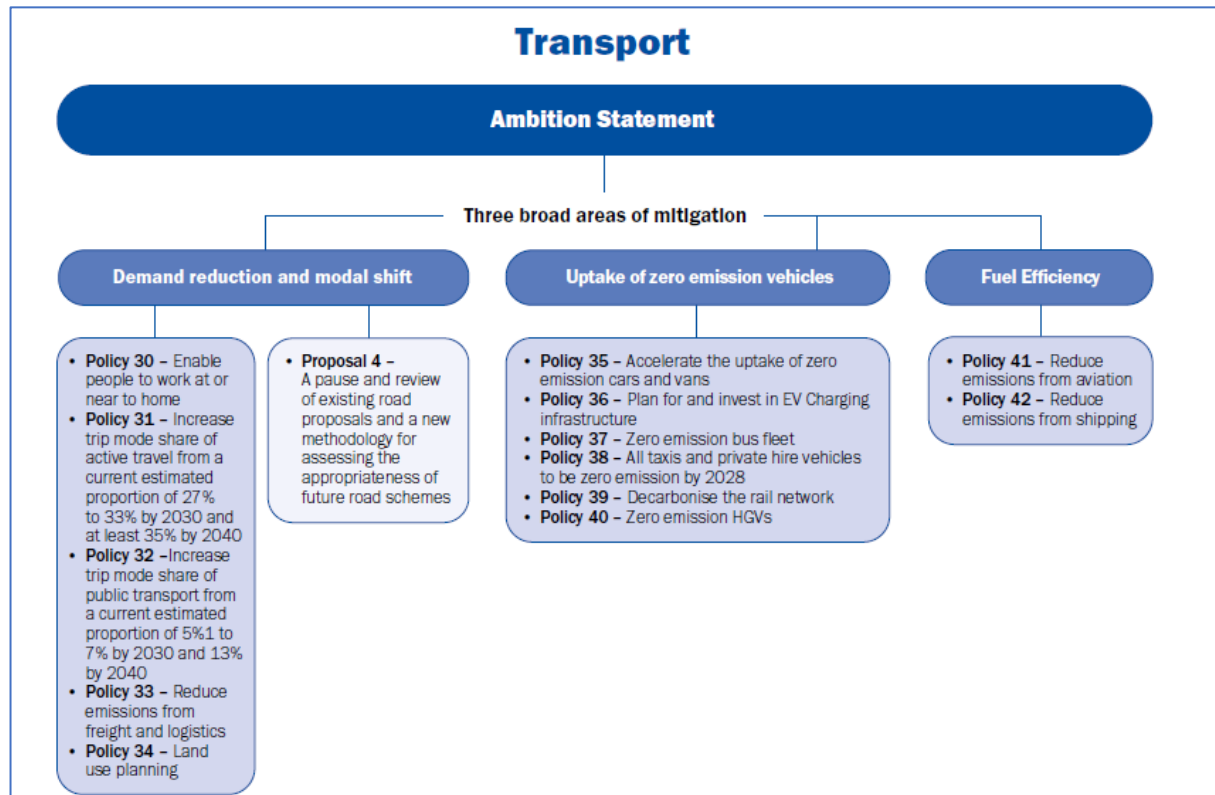 Transport
Ambition Statement
Three broad areas of mitigation
Demand reduction and modal shift
• Policy 30 – Enable
people to work at or
near to home
• Policy 31 – Increase
trip mode share of
active travel from a
current estimated
proportion of 27%
to 33% by 2030 and
at least 35% by 2040
• Policy 32 –Increase
trip mode share of
public transport from
a current estimated
proportion of 5%1 to
7% by 2030 and 13%
by 2040
• Policy 33 – Reduce
emissions from
freight and logistics
• Policy 34 – Land
use planning
• Proposal 4 –
A pause and review
of existing road
proposals and a new
methodology for
assessing the
appropriateness of
future road schemes
Uptake of zero emission vehicles
• Policy 35 – Accelerate the uptake of zero
emission cars and vans
• Policy 36 – Plan for and invest in EV Charging
infrastructure
• Policy 37 – Zero emission bus fleet
• Policy 38 – All taxis and private hire vehicles
to be zero emission by 2028
• Policy 39 – Decarbonise the rail network
• Policy 40 – Zero emission HGVs
Fuel Efficiency
• Policy 41 – Reduce
emissions from aviation
• Policy 42 – Reduce
emissions from shipping